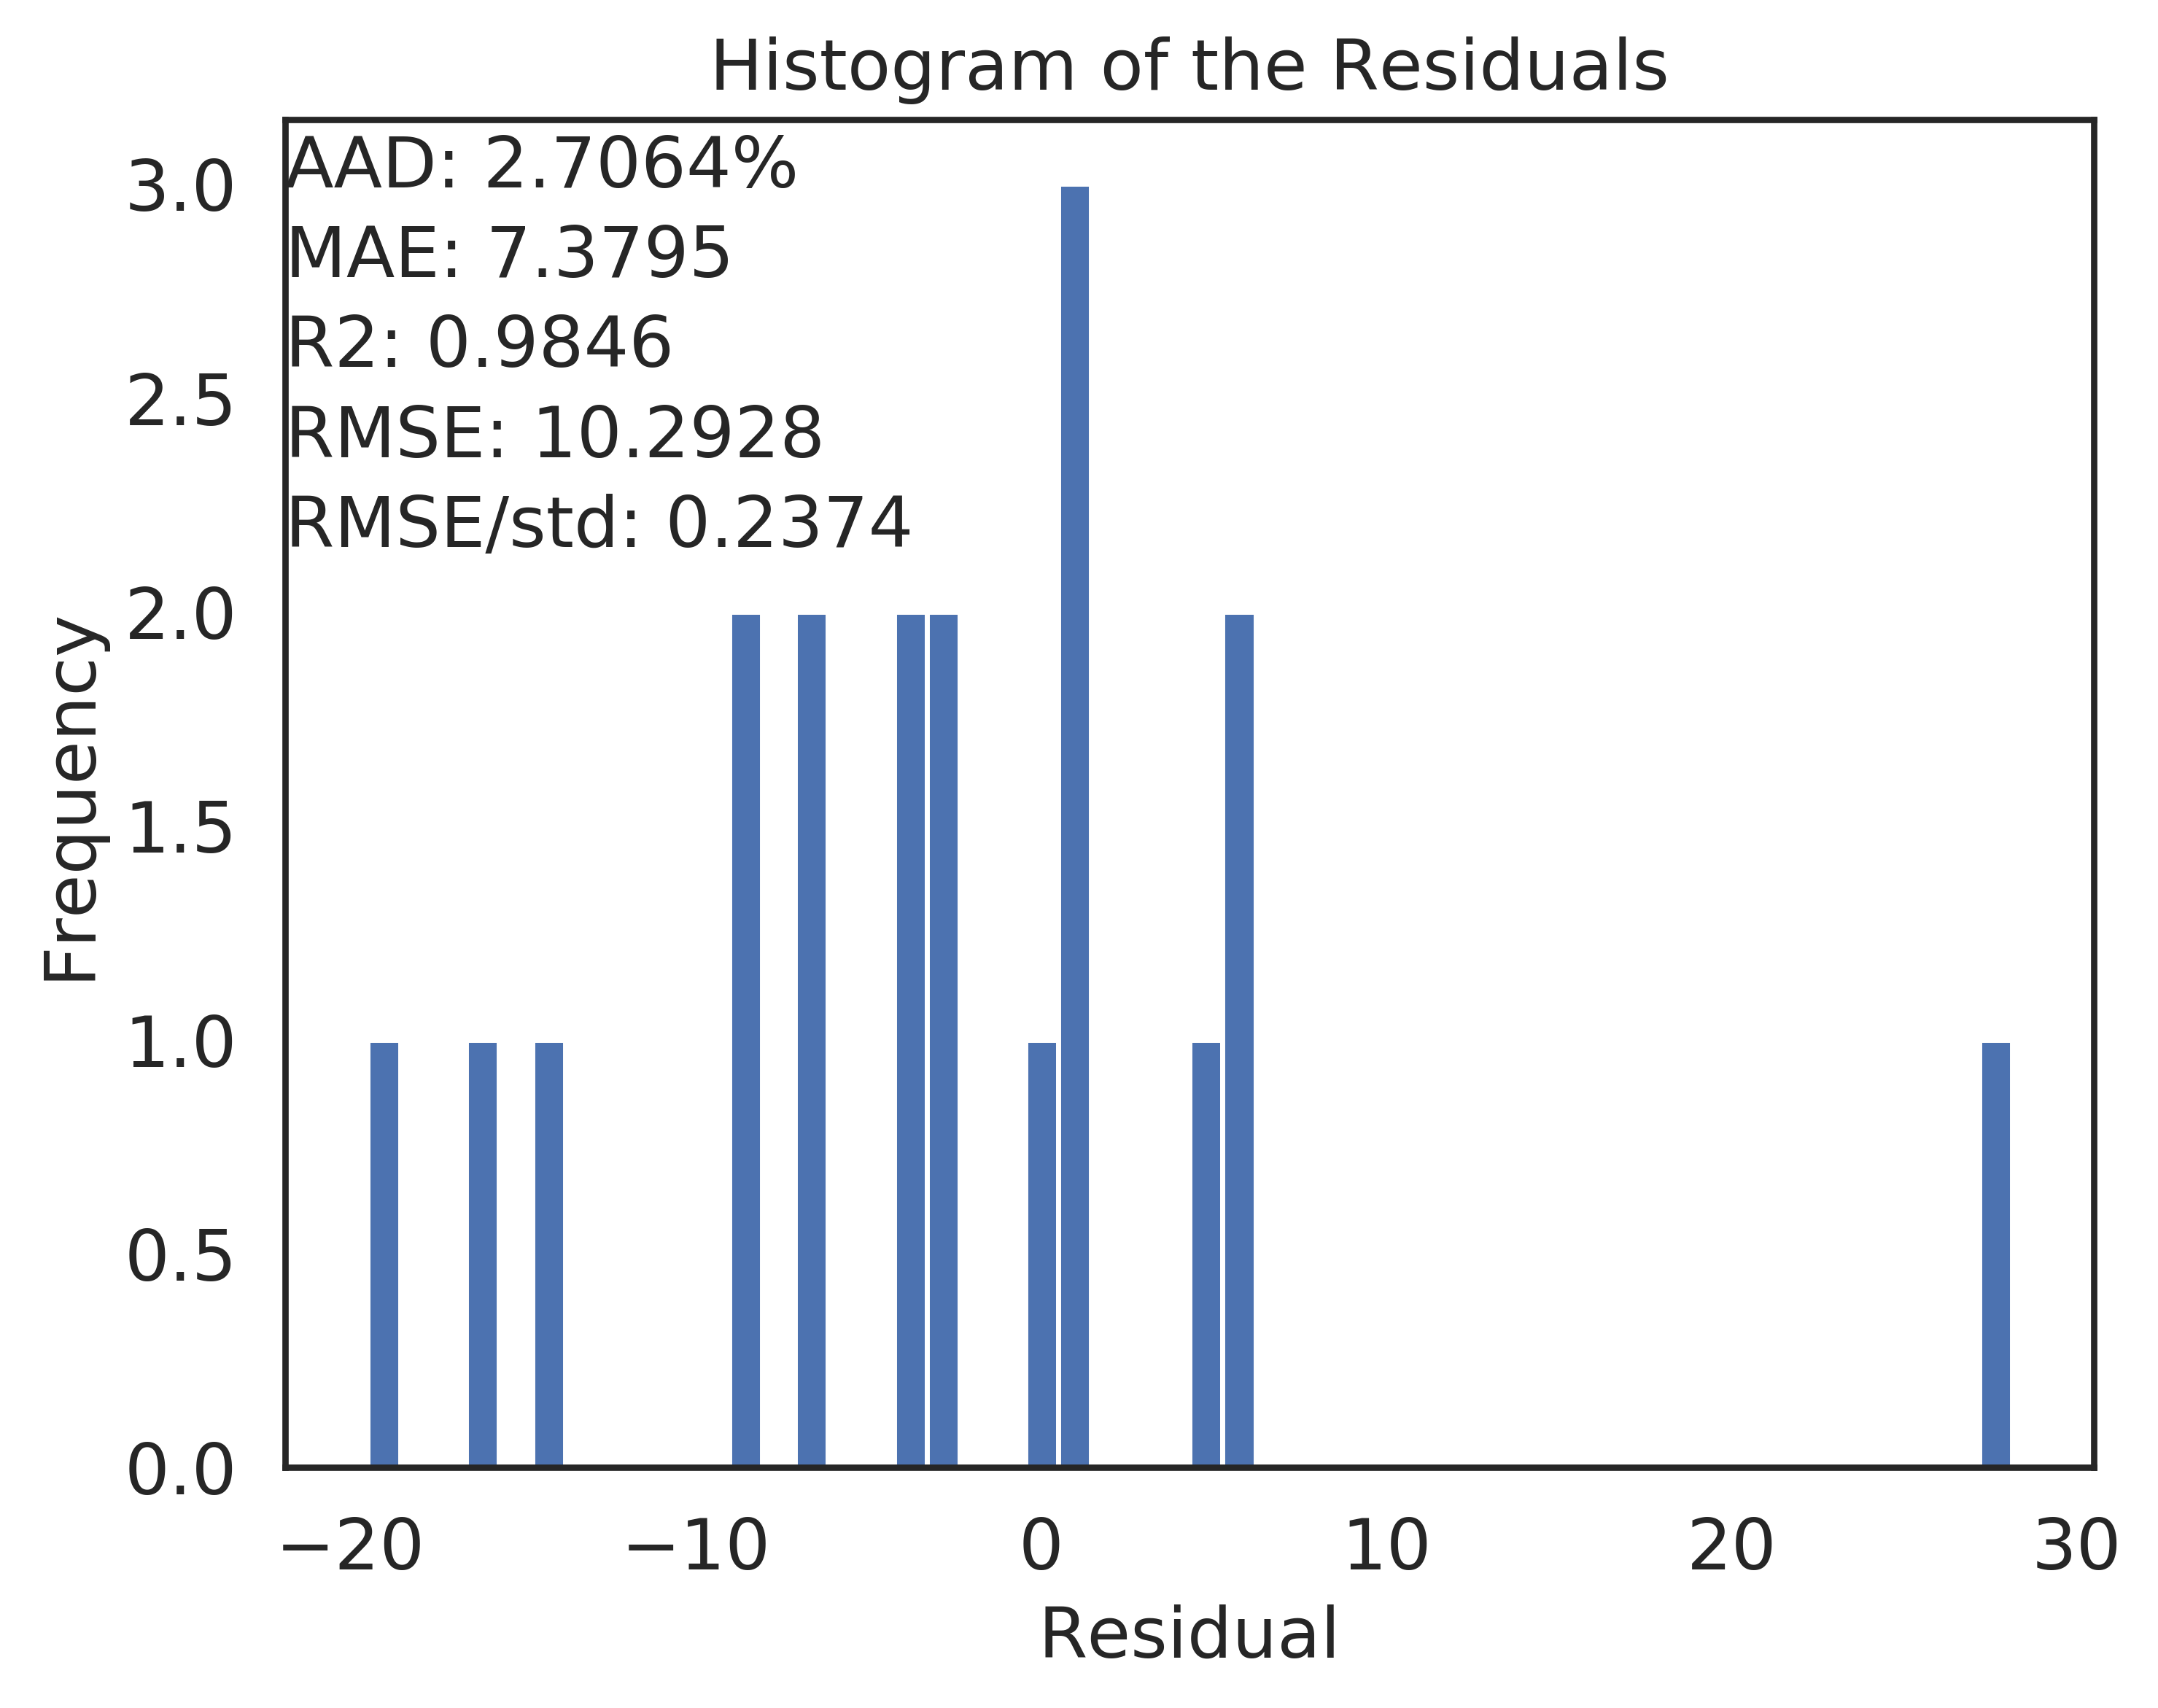 Histogram of the Residuals
AAD: 2.7064%
MAE: 7.3795
R2: 0.9846
RMSE: 10.2928
RMSE/std: 0.2374
Frequency
3.0
2.5
2.0
1.5
1.0
0.5
0.0
−20 −10 0 10 20 30
Residual